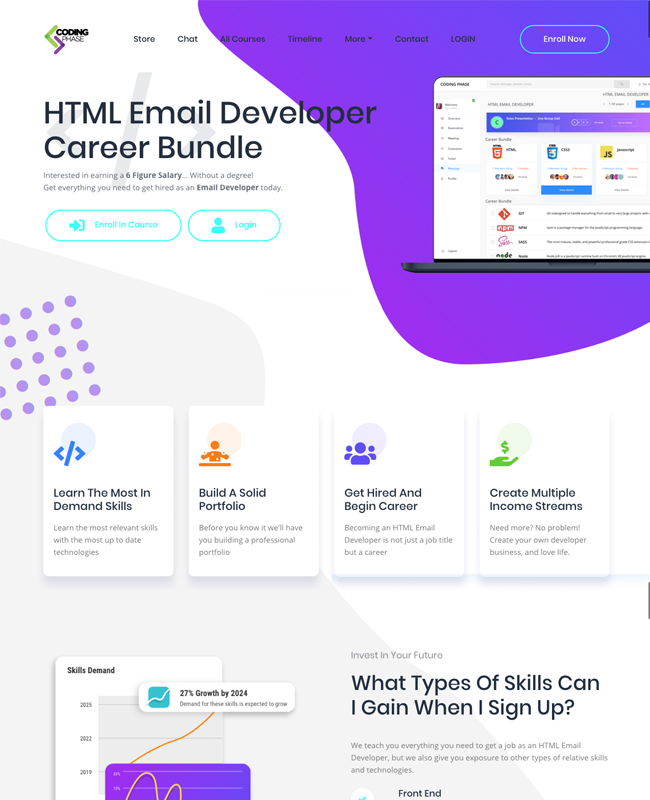 CODING
PHASE
Store Chat All Courses Timeline More Contact LOGIN Enroll Now
HTML Email Developer
Career Bundle
Interested in earning a 6 Figure Salary... Without a degree!
Get everything you need to get hired as an Email Developer today.
Enroll In Course Login
CODING PHASE
HTML EMAIL DEVELOPER
HTML EMAIL DEVELOPER
Career Bundle
HTML CSS3 Javascript
Career Bundle
GIT
NPM
SASS
Node
Learn The Most In
Demand Skills
Learn the most relevant skills
with the most up to date
technologies
Build A Solid
Portfolio
Before you know it we'll have
you building a professional
portfolio
Get Hired And
Begin Career
Becoming an HTML Email
Developer is not just a job title
but a career
Create Multiple
Income Streams
Need more? No problem!
Create your own developer
business, and love life.
Skills Demand
27% Growth by 2024
Demand for these skills is expected to grow
2025
2022
2019
Invest In Your Future
What Types Of Skills Can
I Gain When I Sign Up?
We teach you everything you need to get a job as an HTML Email
Developer, but we also give you exposure to other types of relative skills
and technologies.
Front End